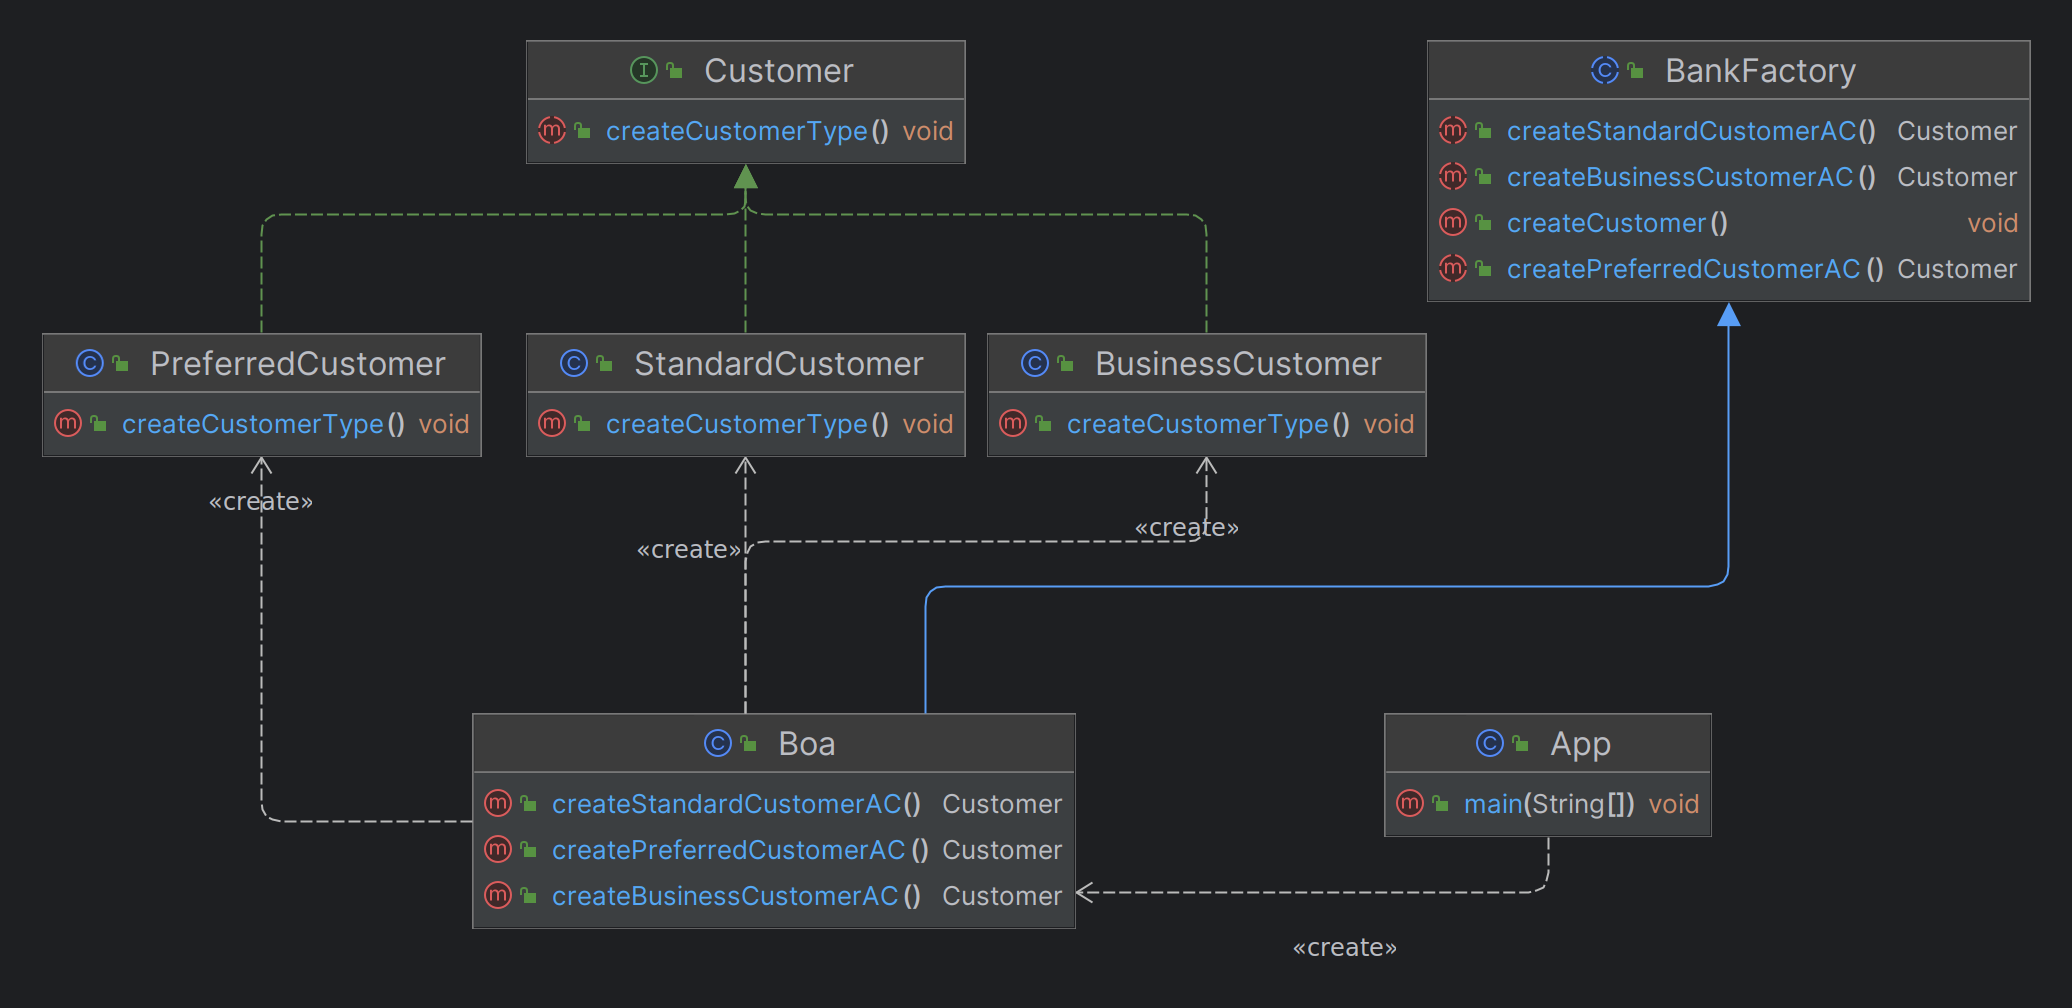 Customer
createCustomerType() void
BankFactory
createStandardCustomerAC() Customer
createBusinessCustomerAC() Customer
createCustomer() void
createPreferredCustomerAC() Customer
PreferredCustomer
createCustomerType() void
StandardCustomer
createCustomerType() void
BusinessCustomer
createCustomerType() void
«create»
«create»
«create»
Boa
createStandardCustomerAC() Customer
createPreferredCustomerAC() Customer
createBusinessCustomerAC() Customer
App
main(String[]) void
«create»